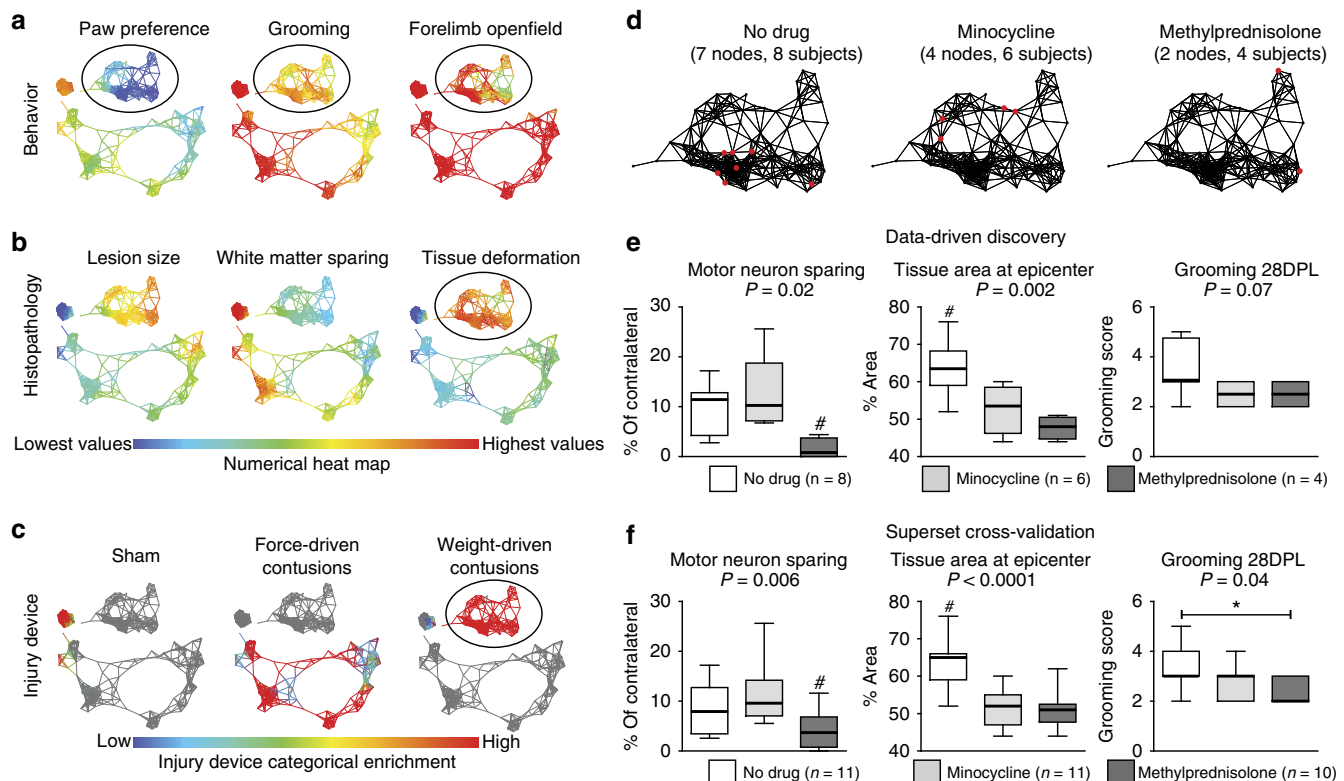 a
Paw preference
Grooming
Forelimb openfield
Behavior
b
Lesion size
White matter sparing
Tissue deformation
Histopathology
Lowest values
Highest values
Numerical heat map
c
Sham
Force-driven
contusions
Weight-driven
contusions
Injury device
Low
High
Injury device categorical enrichment
d
No drug
(7 nodes, 8 subjects)
Minocycline
(4 nodes, 6 subjects)
Methylprednisolone
(2 nodes, 4 subjects)
e
Data-driven discovery
Motor neuron sparing
P = 0.02
% Of contralateral
30
20
10
0
#
Tissue area at epicenter
P = 0.002
% Area
80
70
60
50
40
#
Grooming 28DPL
P = 0.07
Grooming score
6
4
2
0
No drug (n = 8)
Minocycline (n = 6)
Methylprednisolone (n = 4)
f
Superset cross-validation
Motor neuron sparing
P = 0.006
% Of contralateral
30
20
10
0
#
Tissue area at epicenter
P < 0.0001
% Area
80
70
60
50
40
#
Grooming 28DPL
P = 0.04
Grooming score
6
4
2
0
*
No drug (n = 11)
Minocycline (n = 11)
Methylprednisolone (n = 10)